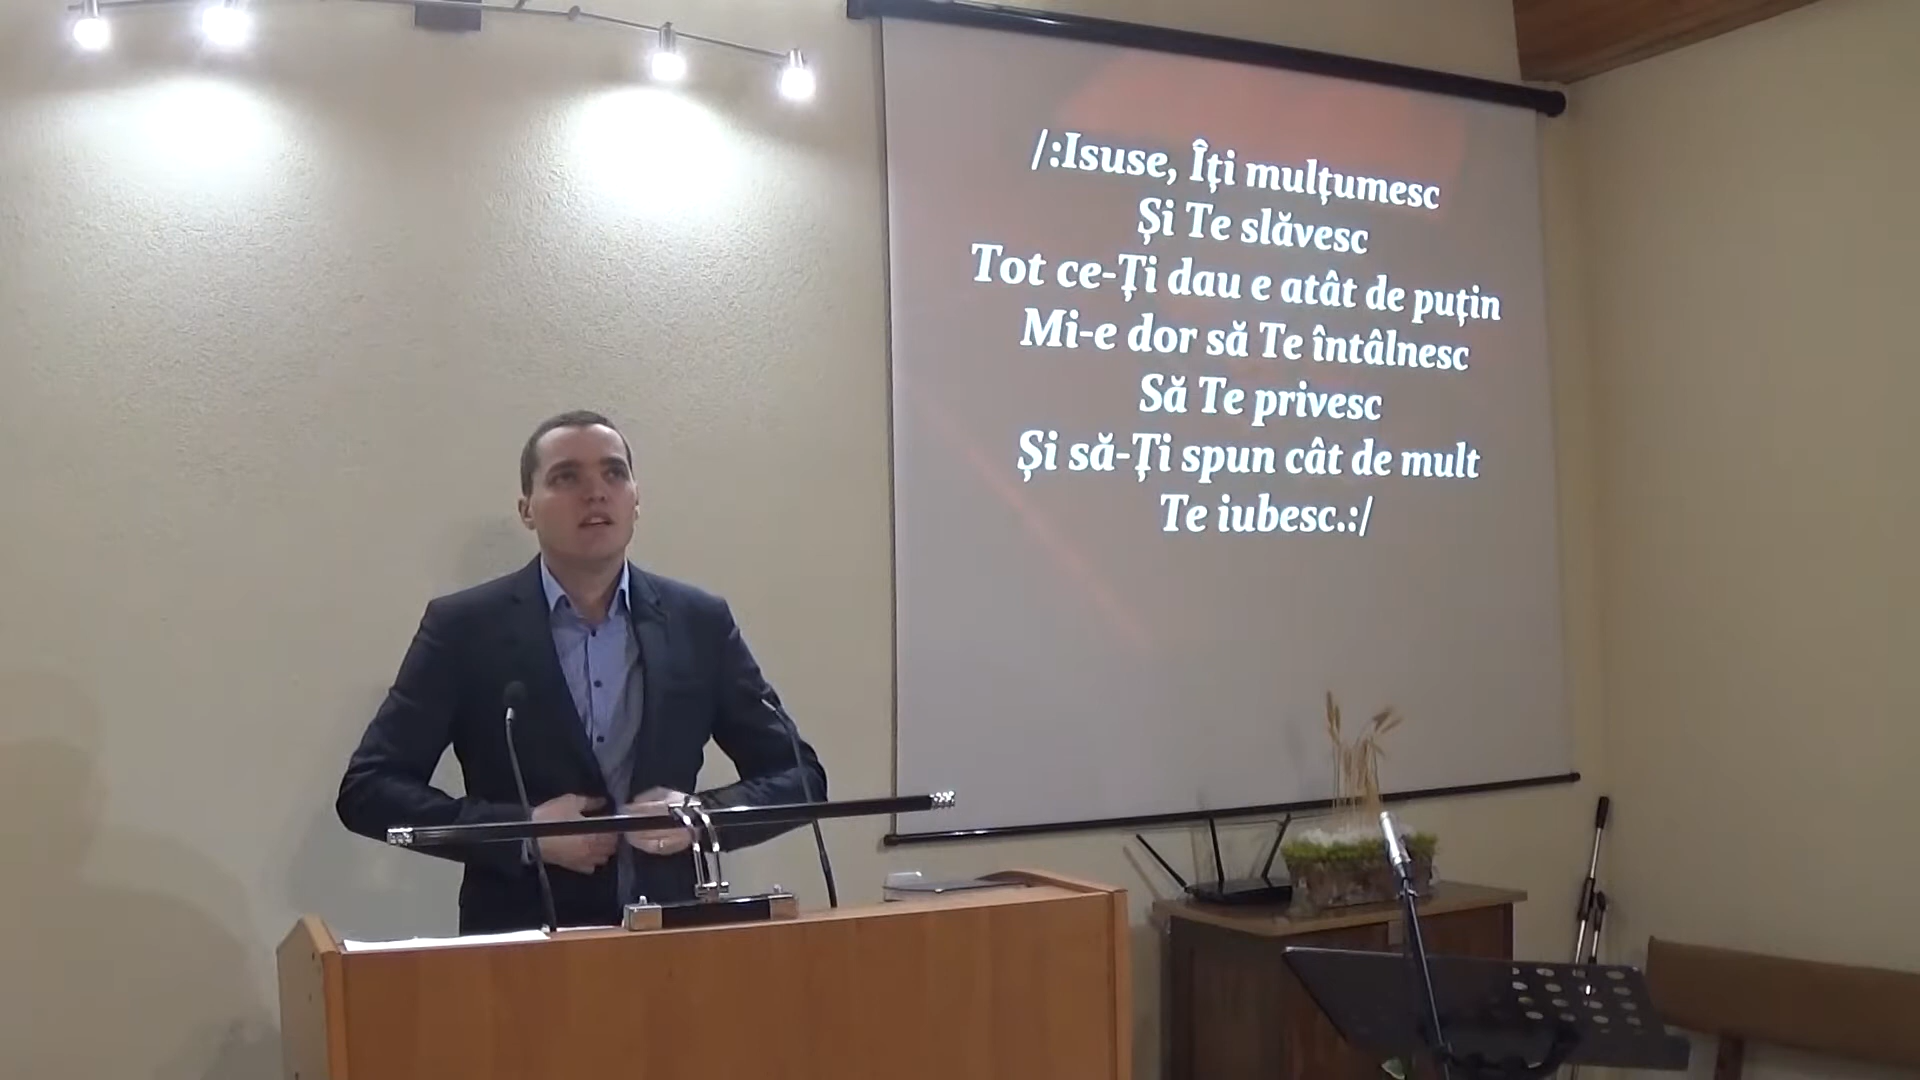 /:Isuse, Îți mulțumesc
Și Te slăvesc
Tot ce-Ți dau e atât de puțin
Mi-e dor să Te întâlnesc
Să Te privesc
Și să-Ți spun cât de mult
Te iubesc.:/